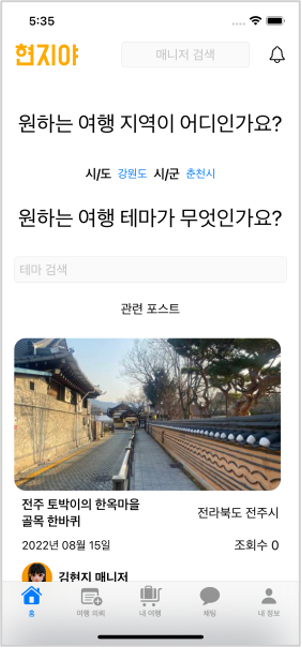 5:35
현지야
매니저 검색
원하는 여행 지역이 어디인가요?
시/도 강원도 시/군 춘천시
원하는 여행 테마가 무엇인가요?
테마 검색
관련 포스트
전주 토박이의 한옥마을
골목 한바퀴
전라북도 전주시
2022년 08월 15일
조회수 0
김현지 매니저
홈
여행 의뢰
내 여행
채팅
내 정보